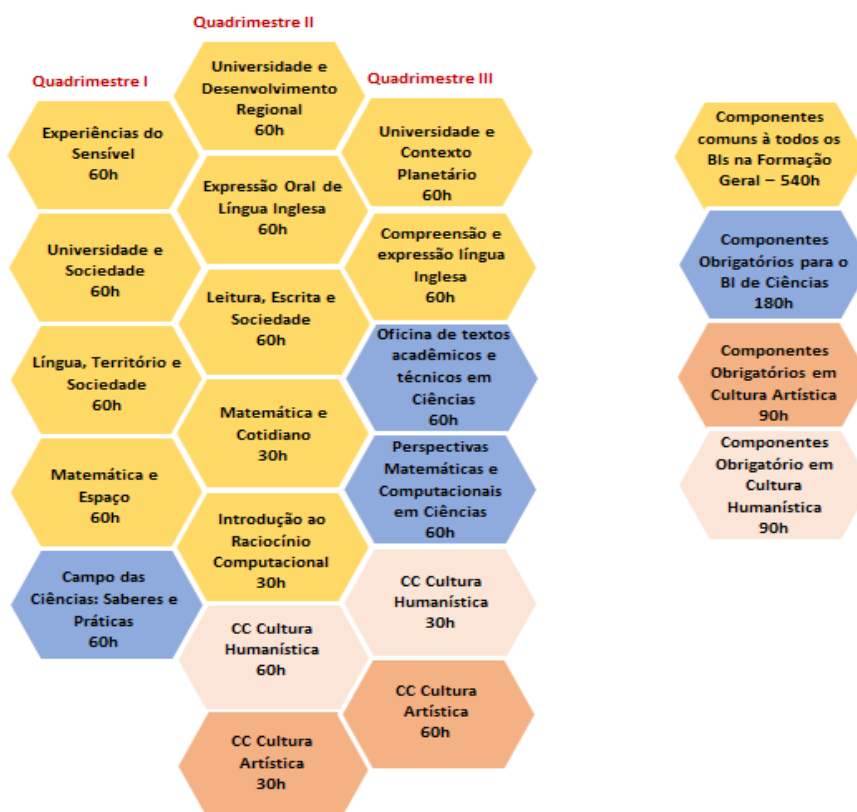 Quadrimestre I
Experiências do
Sensível
60h
Universidade e
Sociedade
60h
Língua, Território e
Sociedade
60h
Matemática e
Espaço
60h
Campo das
Ciências: Saberes e
Práticas
60h
Quadrimestre II
Universidade e
Desenvolvimento
Regional
60h
Expressão Oral de
Língua Inglesa
60h
Leitura, Escrita e
Sociedade
60h
Matemática e
Cotidiano
30h
Introdução ao
Raciocínio
Computacional
30h
CC Cultura
Humanística
60h
CC Cultura
Artística
30h
Quadrimestre III
Universidade e
Contexto
Planetário
60h
Compreensão e
expressão língua
Inglesa
60h
Oficina de textos
acadêmicos e
técnicos em
Ciências
60h
Perspectivas
Matemáticas e
Computacionais
em Ciências
60h
CC Cultura
Humanística
30h
CC Cultura
Artística
60h
Componentes
comuns à todos os
BIs na Formação
Geral – 540h
Componentes
Obrigatórios para o
BI de Ciências
180h
Componentes
Obrigatórios em
Cultura Artística
90h
Componentes
Obrigatório em
Cultura
Humanística
90h